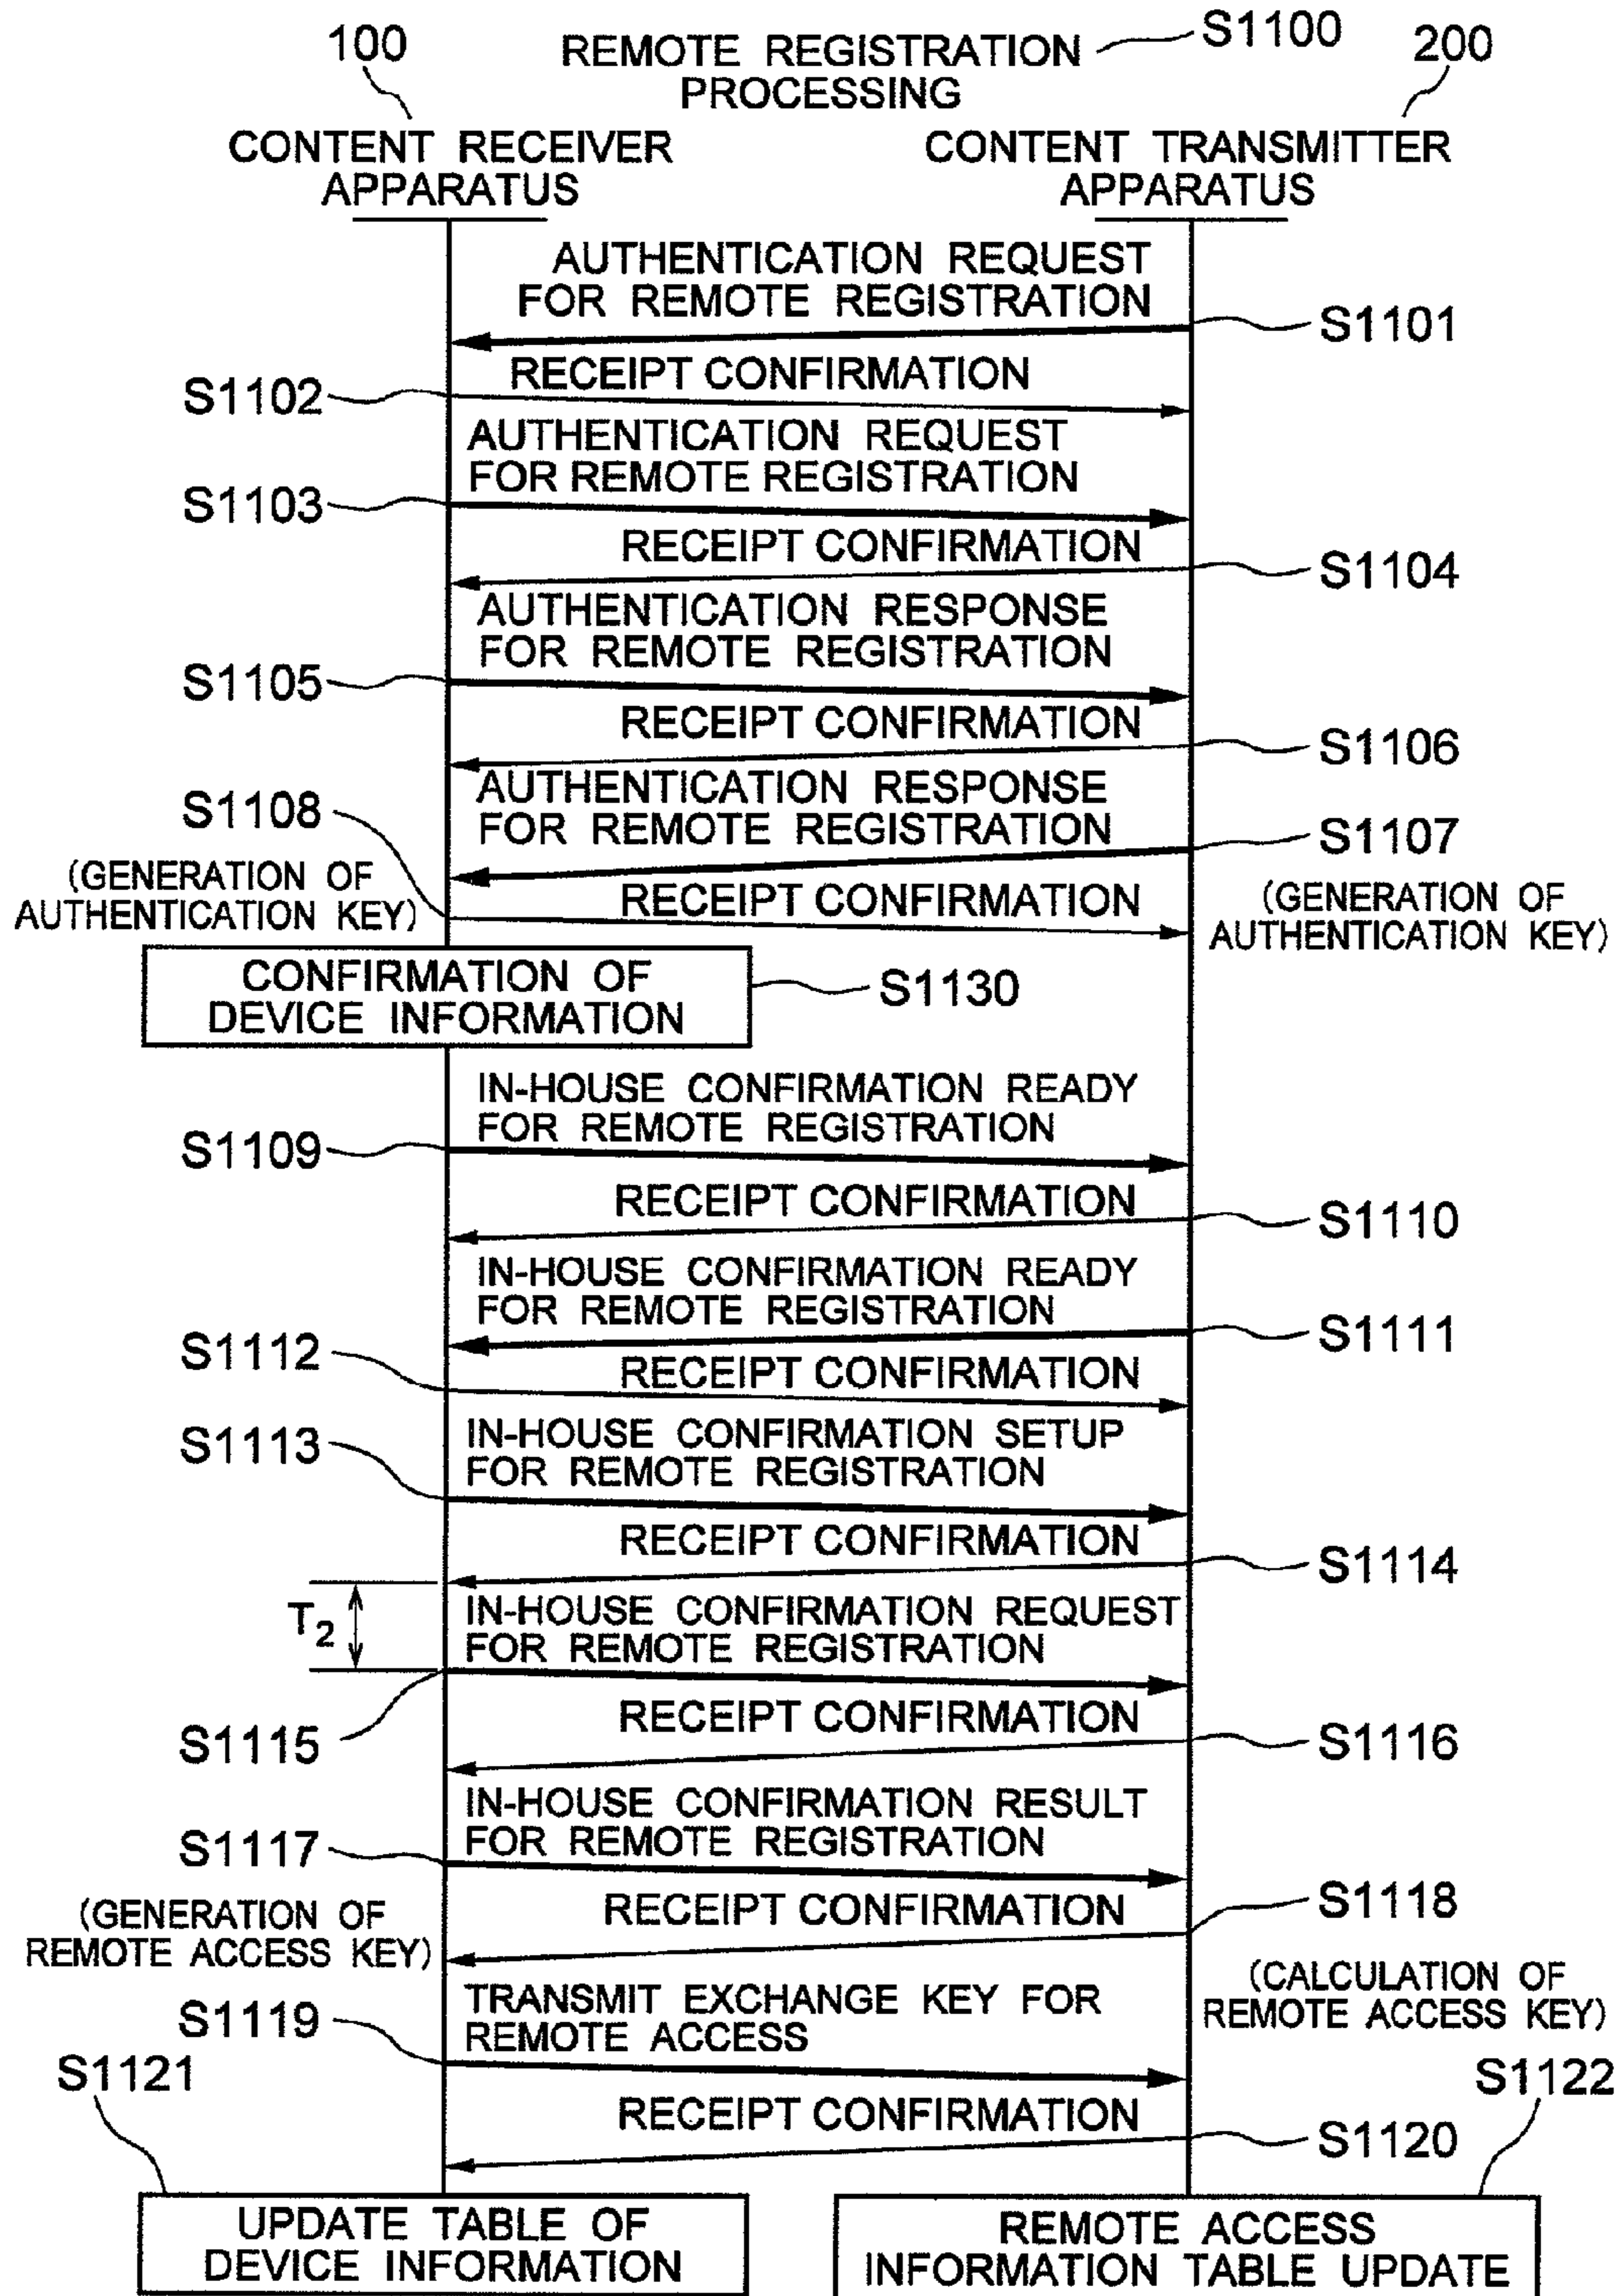 REMOTE REGISTRATION
PROCESSING
S1100
100
200
CONTENT RECEIVER
APPARATUS
CONTENT TRANSMITTER
APPARATUS
AUTHENTICATION REQUEST
FOR REMOTE REGISTRATION
S1101
RECEIPT CONFIRMATION
S1102
AUTHENTICATION REQUEST
FOR REMOTE REGISTRATION
S1103
RECEIPT CONFIRMATION
S1104
AUTHENTICATION RESPONSE
FOR REMOTE REGISTRATION
S1105
RECEIPT CONFIRMATION
S1106
AUTHENTICATION RESPONSE
FOR REMOTE REGISTRATION
S1107
S1108
(GENERATION OF
AUTHENTICATION KEY)
RECEIPT CONFIRMATION
(GENERATION OF
AUTHENTICATION KEY)
CONFIRMATION OF
DEVICE INFORMATION
S1130
IN-HOUSE CONFIRMATION READY
FOR REMOTE REGISTRATION
S1109
RECEIPT CONFIRMATION
S1110
IN-HOUSE CONFIRMATION READY
FOR REMOTE REGISTRATION
S1111
S1112
RECEIPT CONFIRMATION
S1113
IN-HOUSE CONFIRMATION SETUP
FOR REMOTE REGISTRATION
RECEIPT CONFIRMATION
S1114
T2
IN-HOUSE CONFIRMATION REQUEST
FOR REMOTE REGISTRATION
S1115
RECEIPT CONFIRMATION
S1116
IN-HOUSE CONFIRMATION RESULT
FOR REMOTE REGISTRATION
S1117
RECEIPT CONFIRMATION
S1118
(GENERATION OF
REMOTE ACCESS KEY)
(CALCULATION OF
REMOTE ACCESS KEY)
TRANSMIT EXCHANGE KEY FOR
REMOTE ACCESS
S1119
RECEIPT CONFIRMATION
S1120
S1121
S1122
UPDATE TABLE OF
DEVICE INFORMATION
REMOTE ACCESS
INFORMATION TABLE UPDATE